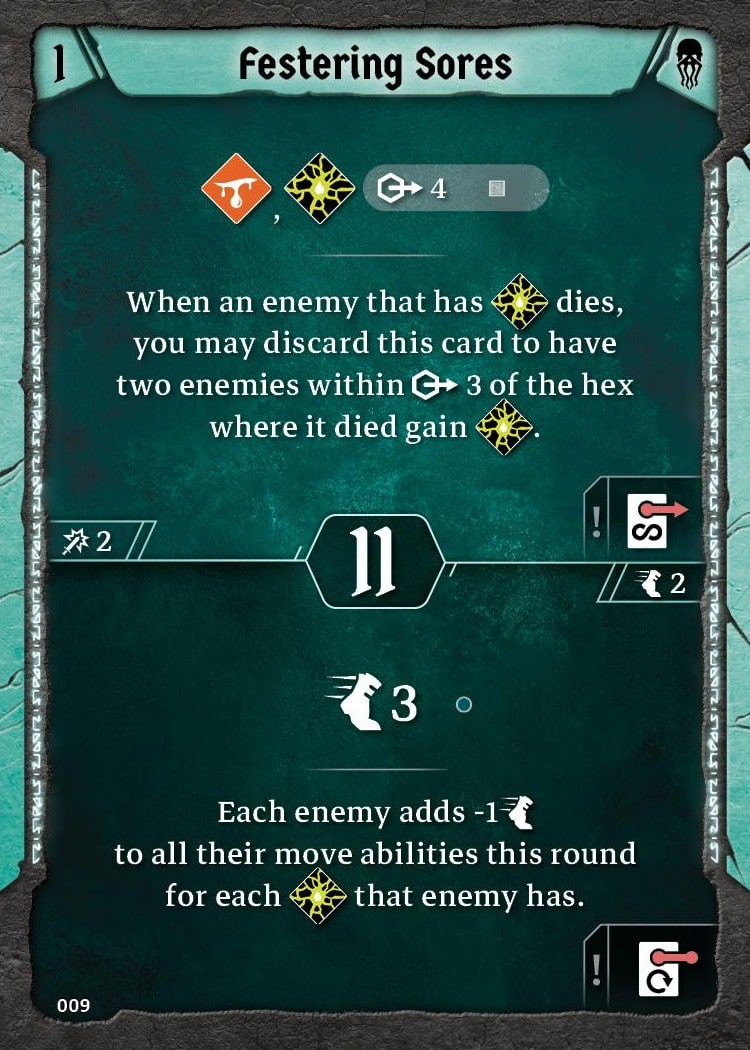 1
Festering Sores
, 4
When an enemy that has dies,
you may discard this card to have
two enemies within 3 of the hex
where it died gain .
!
2
11
2
3
Each enemy adds -1
to all their move abilities this round
for each that enemy has.
!
009